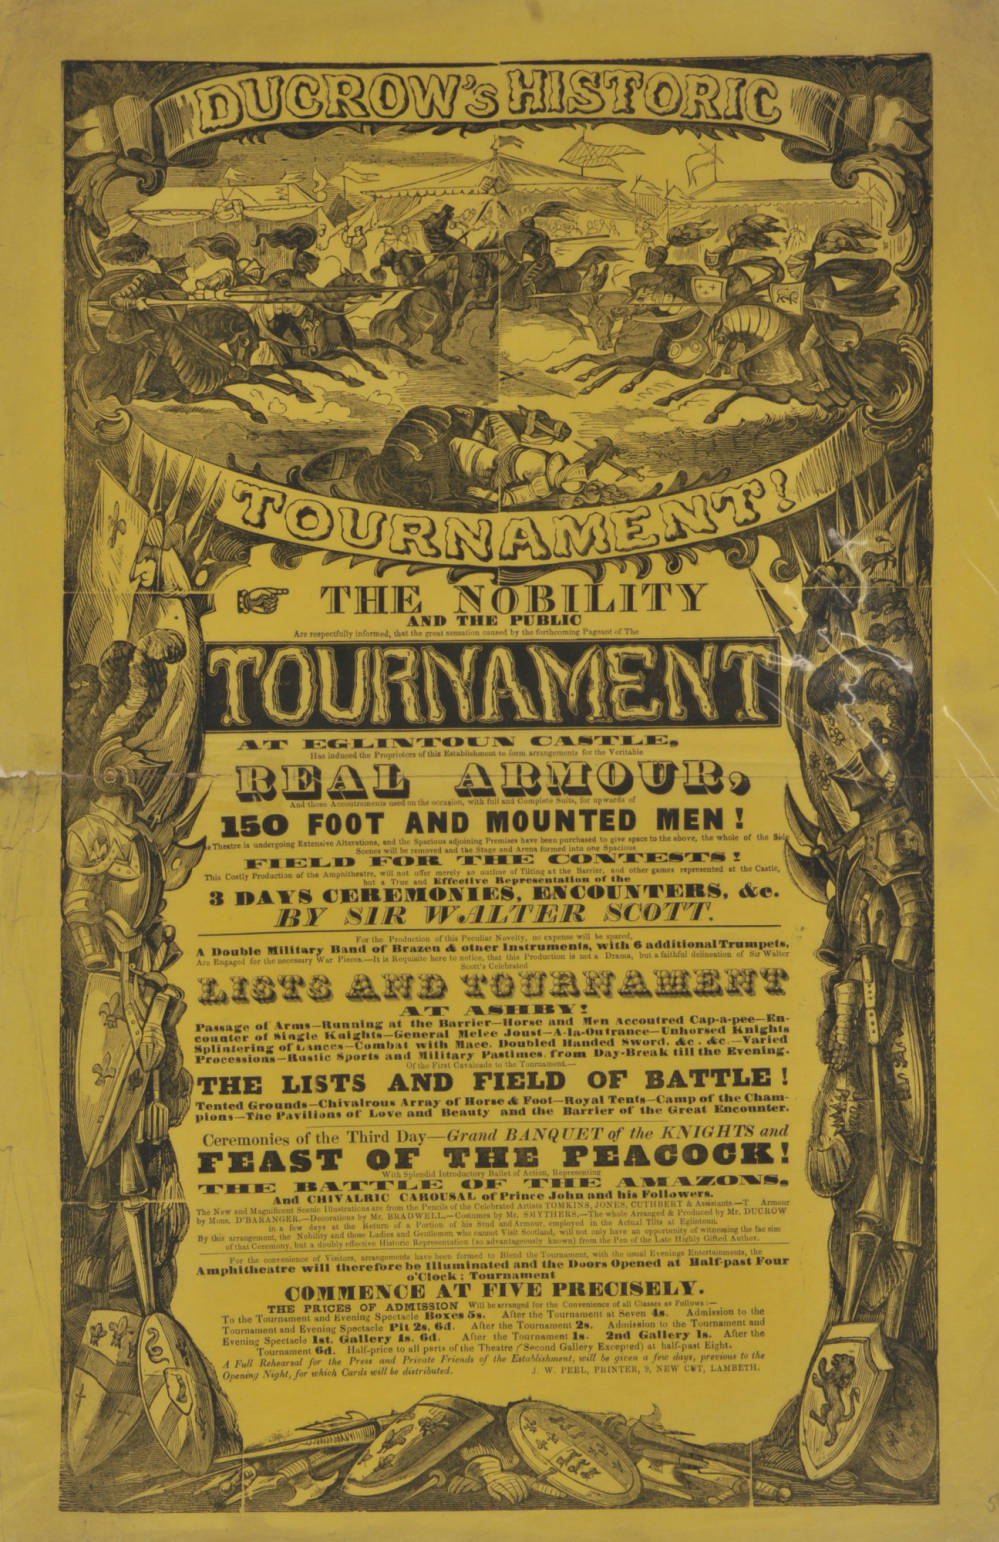 DUCROW'S HISTORIC
TOURNAMENT!
THE NOBILITY
AND THE PUBLIC
Are respectfully informed, that the great sensation caused by the forthcoming Pageant of The
TOURNAMENT
AT EGLINTOUN CASTLE,
Has induced the Proprietors of this Establishment to form arrangements for the Veritable
REAL ARMOUR,
And those Accoutrements used on the occasion, with full and Complete Suits, for upwards of
150 FOOT AND MOUNTED MEN!
Theatre is undergoing Extensive Alterations, and the Spacious adjoining Premises have been purchased to give space to the above, the whole of the Side
Scenes will be removed and the Stage and Arena formed into one Spacious
FIELD FOR THE CONTESTS!
This Costly Production of the Amphitheatre, will not offer merely an outline of Tilting at the Barrier, and other games represented at the Castle,
but a True and Effective Representation of the
3 DAYS CEREMONIES, ENCOUNTERS, &c.
BY SIR WALTER SCOTT.
For the Production of this Peculiar Novelty, no expense will be spared,
A Double Military Band of Brazen & other Instruments, with 6 additional Trumpets,
Are Engaged for the necessary War Pieces.—It is Requisite here to notice, that this Production is not a Drama, but a faithful delineation of Sir Walter
Scott's Celebrated
LISTS AND TOURNAMENT
AT ASHBY!
Passage of Arms—Running at the Barrier—Horse and Men Accoutred Cap-a-pee—En-
counter of Single Knights—General Melee Joust—A-la-Outrance—Unhorsed Knights
Splintering of Lances—Combat with Mace, Doubled Handed Sword, &c. &c.—Varied
Processions—Rustic Sports and Military Pastimes, from Day-Break till the Evening.
Of the First Cavalcade to the Tournament.—
THE LISTS AND FIELD OF BATTLE!
Tented Grounds—Chivalrous Array of Horse & Foot—Royal Tents—Camp of the Cham-
pions—The Pavilions of Love and Beauty and the Barrier of the Great Encounter.
Ceremonies of the Third Day—Grand BANQUET of the KNIGHTS and
FEAST OF THE PEACOCK!
With Splendid Introductory Ballet of Action, Representing
THE BATTLE OF THE AMAZONS,
And CHIVALRIC CAROUSAL of Prince John and his Followers.
The New and Magnificent Scenic Illustrations are from the Pencils of the Celebrated Artists TOMKINS, JONES, CUTHBERT & Assistants—T Armour
by Mons. D'BARANGER.—Decorations by Mr. BRADWELL.—Costumes by Mr. SMYTHERS.—The whole Arranged & Produced by Mr. DUCROW
in a few days at the Return of a Portion of his Stud and Armour, employed in the Actual Tilts at Eglintoun.
By this arrangement, the Nobility and those Ladies and Gentlemen who cannot Visit Scotland, will not only have an opportunity of witnessing the fac sim
of that Ceremony, but a doubly effective Historic Representation (so advantageously known) from the Pen of the Late Highly Gifted Author.
For the convenience of Visitors, arrangements have been formed to Blend the Tournament, with the usual Evenings Entertainments, the
Amphitheatre will therefore be Illuminated and the Doors Opened at Half-past Four
o'Clock; Tournament
COMMENCE AT FIVE PRECISELY.
THE PRICES OF ADMISSION Will be arranged for the Convenience of all Classes as Follows:—
To the Tournament and Evening Spectacle Boxes 5s. After the Tournament at Seven 4s. Admission to the
Tournament and Evening Spectacle Pit 2s. 6d. After the Tournament 2s. Admission to the Tournament and
Evening Spectacle 1st. Gallery 1s. 6d. After the Tournament 1s. 2nd Gallery 1s. After the
Tournament 6d. Half-price to all parts of the Theatre (Second Gallery Excepted) at half-past Eight.
A Full Rehearsal for the Press and Private Friends of the Establishment, will be given a few days, previous to the
Opening Night, for which Cards will be distributed. J. W. PEEL, PRINTER, 9, NEW CUT, LAMBETH.